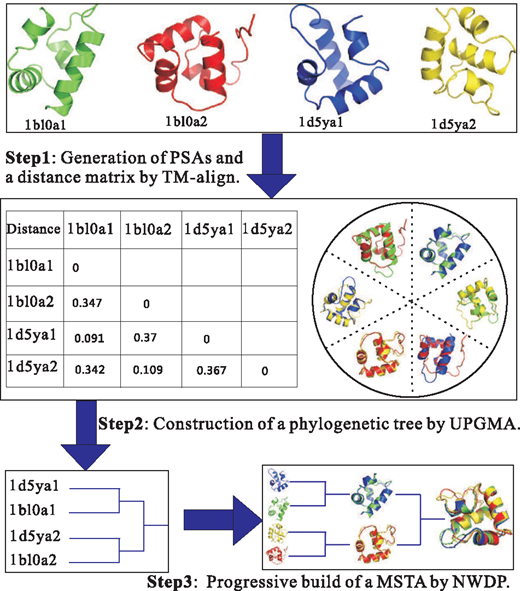 1bl0a1 1bl0a2 1d5ya1 1d5ya2
Step1: Generation of PSAs and
a distance matrix by TM-align.
Distance 1bl0a1 1bl0a2 1d5ya1 1d5ya2
1bl0a1 0
1bl0a2 0.347 0
1d5ya1 0.091 0.37 0
1d5ya2 0.342 0.109 0.367 0
Step2: Construction of a phylogenetic tree by UPGMA.
1d5ya1
1bl0a1
1d5ya2
1bl0a2
Step3: Progressive build of a MSTA by NWDP.